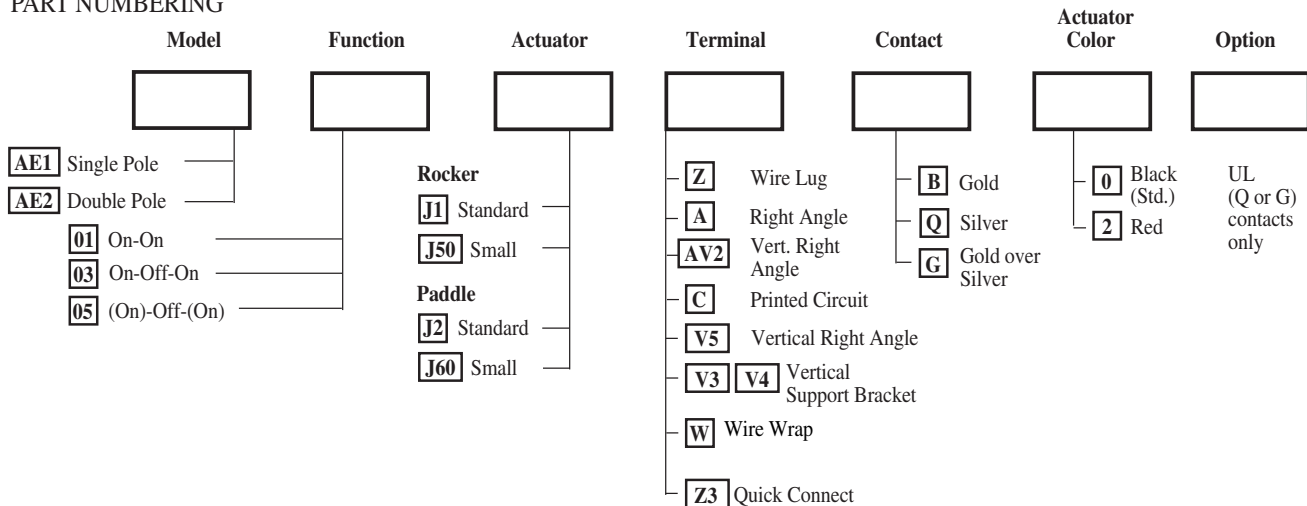 PART NUMBERING
Model Function Actuator Terminal Contact Actuator Color Option
AE1 Single Pole
AE2 Double Pole
01 On-On
03 On-Off-On
05 (On)-Off-(On)
Rocker
J1 Standard
J50 Small
Paddle
J2 Standard
J60 Small
Z Wire Lug
A Right Angle
AV2 Vert. Right
Angle
C Printed Circuit
V5 Vertical Right Angle
V3 V4 Vertical
Support Bracket
W Wire Wrap
Z3 Quick Connect
B Gold
Q Silver
G Gold over
Silver
0 Black
(Std.)
2 Red
UL
(Q or G)
contacts
only